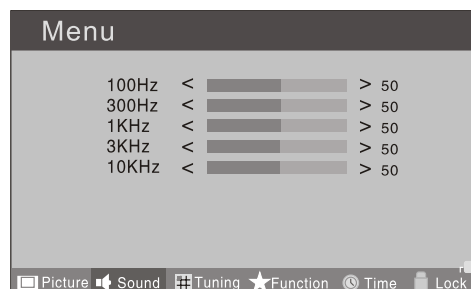 Menu
100Hz < > 50
300Hz < > 50
1KHz < > 50
3KHz < > 50
10KHz < > 50
Picture Sound Tuning Function Time Lock